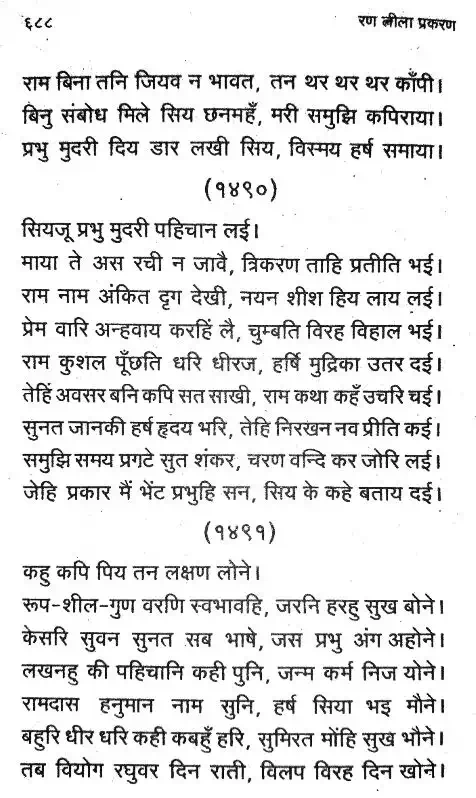 ६८८
रण लीला प्रकरण
राम बिना तनि जियव न भावत, तन थर थर थर काँपी।
बिनु संबोध मिले सिय छनमहँ, मरी समुझि कपिराया।
प्रभु मुदरी दिय डार लखी सिय, विस्मय हर्ष समाया।
(१४९०)
सियजू प्रभु मुदरी पहिचान लई।
माया ते अस रची न जावै, त्रिकरण ताहि प्रतीति भई।
राम नाम अंकित दृग देखी, नयन शीश हिय लाय लई।
प्रेम वारि अन्हवाय करहिं लै, चुम्बति विरह विहाल भई।
राम कुशल पूँछति धरि धीरज, हर्षि मुद्रिका उतर दई।
तेहिं अवसर बनि कपि सत साखी, राम कथा कहँ उचरि चई।
सुनत जानकी हर्ष हृदय भरि, तेहि निरखन नव प्रीति कई।
समुझि समय प्रगटे सुत शंकर, चरण वन्दि कर जोरि लई।
जेहि प्रकार मैं भेंट प्रभुहि सन, सिय के कहे बताय दई।
(१४९१)
कहु कपि पिय तन लक्षण लोने।
रूप-शील-गुण वरणि स्वभावहि, जरनि हरहु सुख बोने।
केसरि सुवन सुनत सब भाषे, जस प्रभु अंग अहोने।
लखनहु की पहिचानि कही पुनि, जन्म कर्म निज योने।
रामदास हनुमान नाम सुनि, हर्ष सिया भइ मौने।
बहुरि धीर धरि कही कबहुँ हरि, सुमिरत मोंहि सुख भौने।
तब वियोग रघुवर दिन राती, विलप विरह दिन खोने।